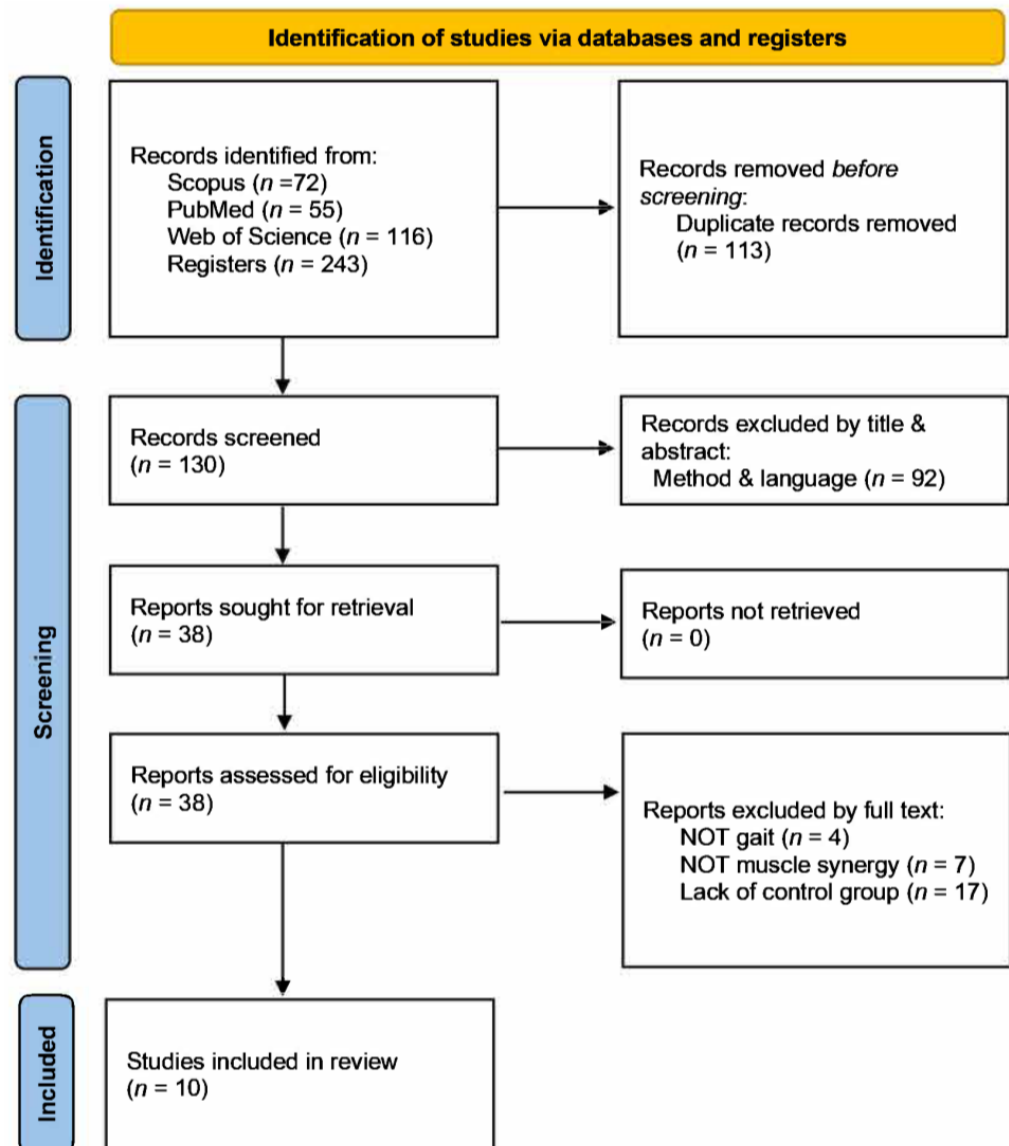 Identification of studies via databases and registers
Identification
Records identified from:
Scopus (n =72)
PubMed (n = 55)
Web of Science (n = 116)
Registers (n = 243)
Records removed before
screening:
Duplicate records removed
(n = 113)
Screening
Records screened
(n = 130)
Records excluded by title &
abstract:
Method & language (n = 92)
Reports sought for retrieval
(n = 38)
Reports not retrieved
(n = 0)
Reports assessed for eligibility
(n = 38)
Reports excluded by full text:
NOT gait (n = 4)
NOT muscle synergy (n = 7)
Lack of control group (n = 17)
Included
Studies included in review
(n = 10)